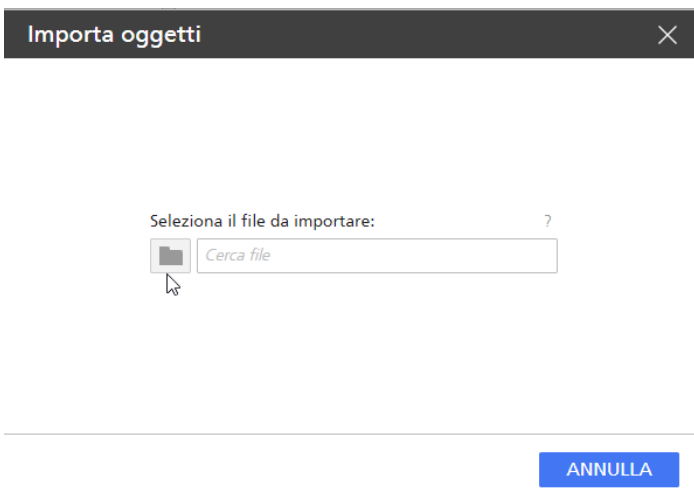 Importa oggetti
Seleziona il file da importare: ?
Cerca file
ANNULLA